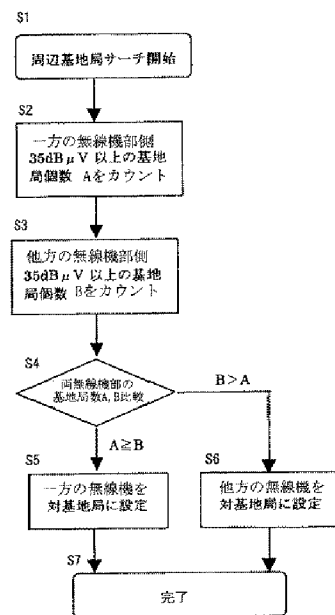 S1
周辺基地局サーチ開始
S2
一方の無線機部側
35dBμV 以上の基地
局個数 Aをカウント
S3
他方の無線機部側
35dBμV 以上の基地
局個数 Bをカウント
S4
両無線機部の
基地局数A,B比較
B>A
A≧B
S5
一方の無線機を
対基地局に設定
S6
他方の無線機を
対基地局に設定
S7
完了